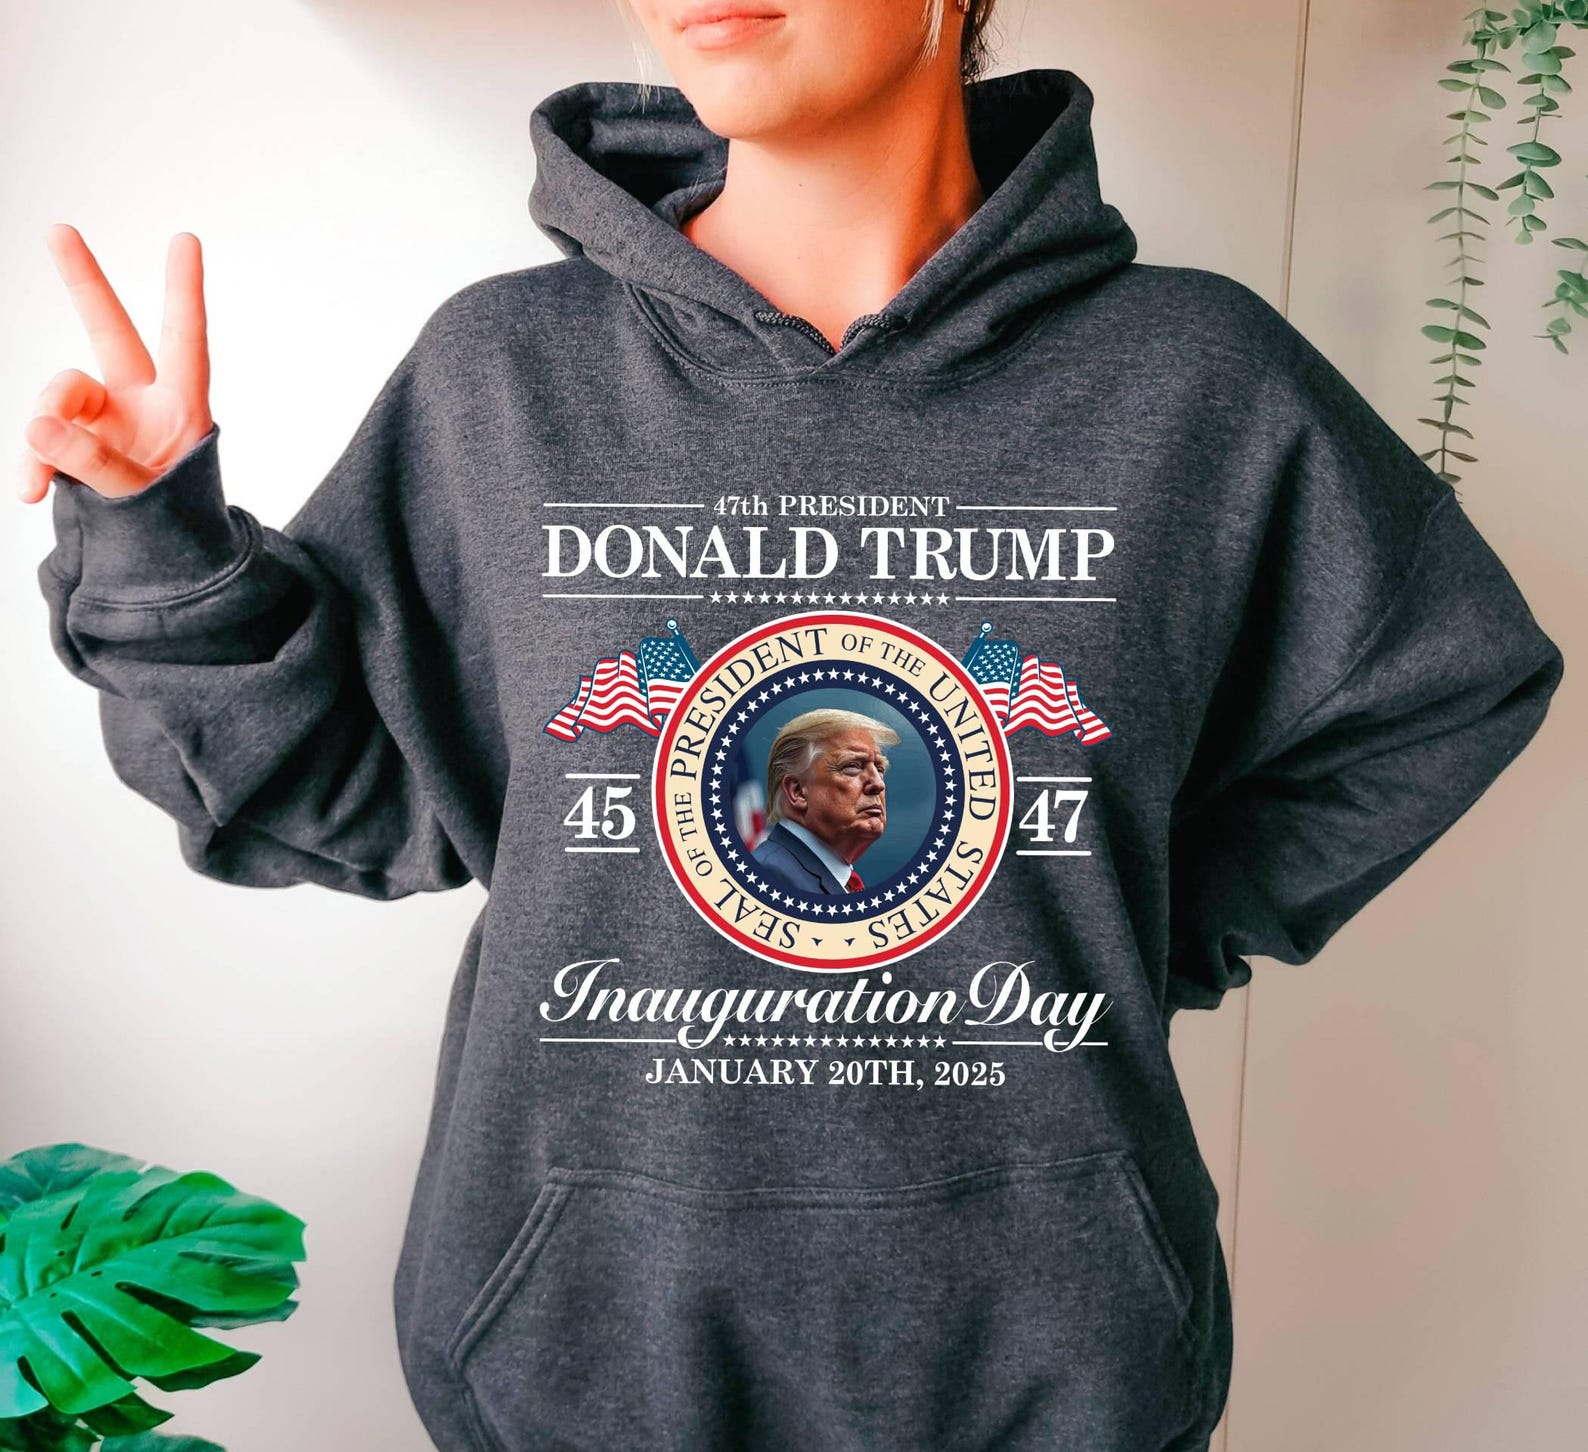 47th PRESIDENT
DONALD TRUMP
SEAL OF THE PRESIDENT OF THE UNITED STATES
45
47
Inauguration Day
JANUARY 20TH, 2025